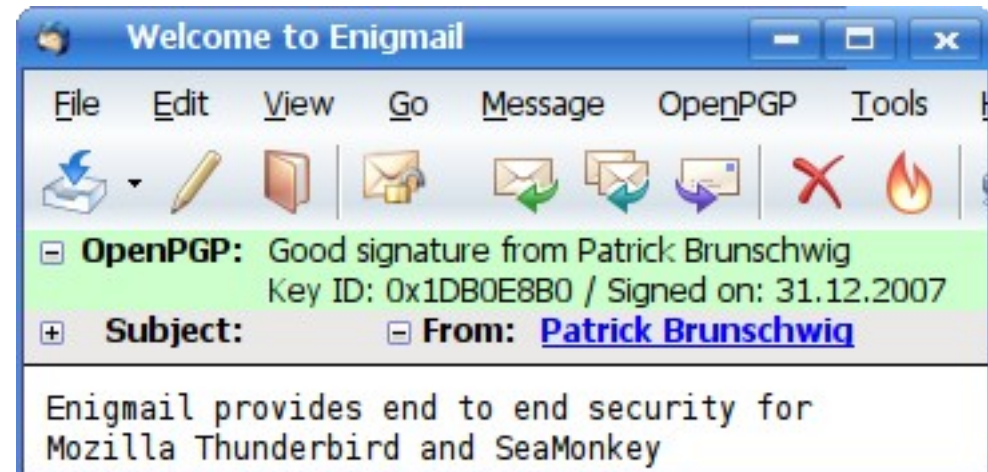 Welcome to Enigmail
File Edit View Go Message OpenPGP Tools
OpenPGP: Good signature from Patrick Brunschwig
Key ID: 0x1DB0E8B0 / Signed on: 31.12.2007
Subject: From: Patrick Brunschwig
Enigmail provides end to end security for
Mozilla Thunderbird and SeaMonkey